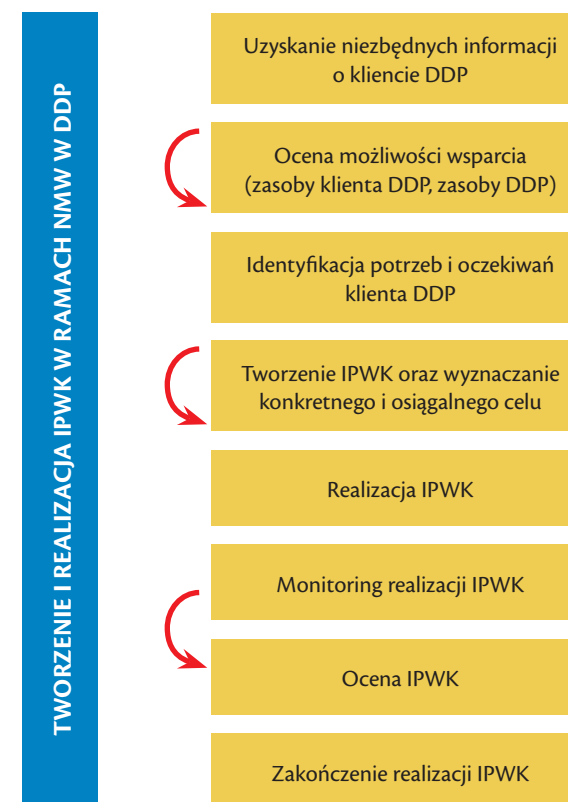 TWORZENIE I REALIZACJA IPWK W RAMACH NMW W DDP
Uzyskanie niezbędnych informacji
o kliencie DDP
Ocena możliwości wsparcia
(zasoby klienta DDP, zasoby DDP)
Identyfikacja potrzeb i oczekiwań
klienta DDP
Tworzenie IPWK oraz wyznaczanie
konkretnego i osiągalnego celu
Realizacja IPWK
Monitoring realizacji IPWK
Ocena IPWK
Zakończenie realizacji IPWK